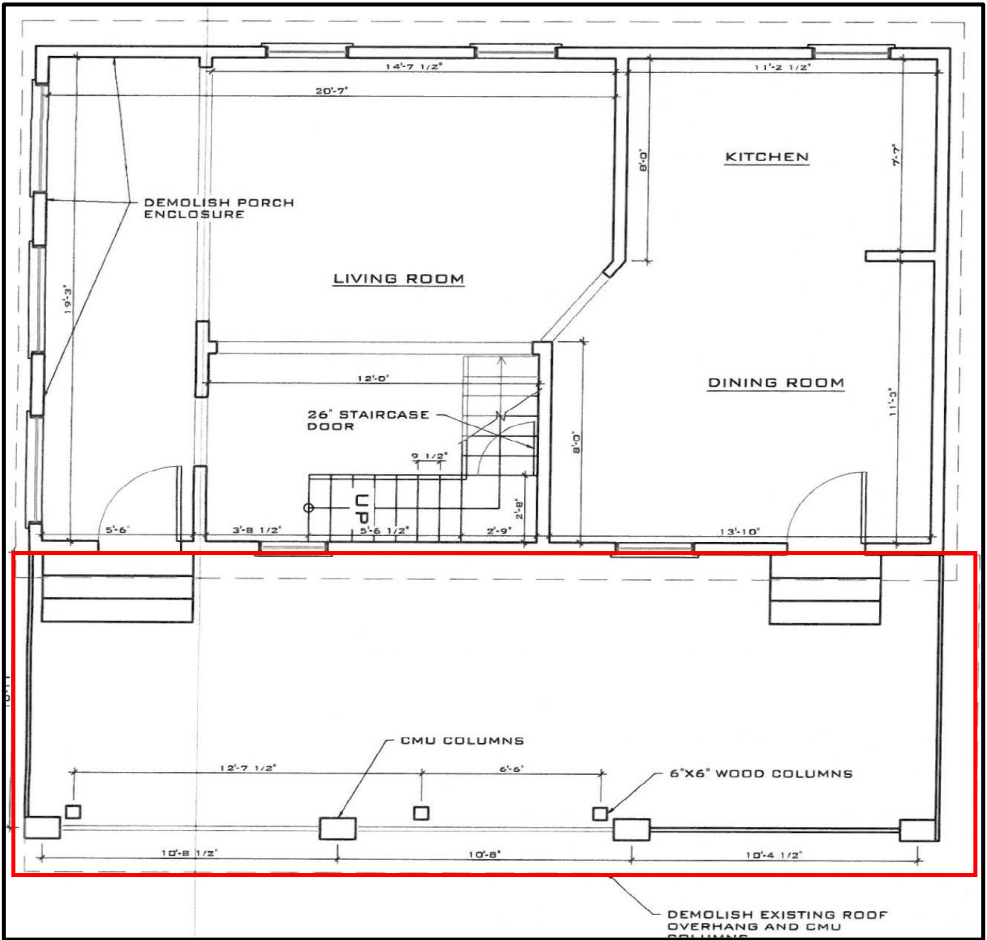 14'-7 1/2"
11'-2 1/2"
20'-7"
8'-0"
KITCHEN
7'-7"
DEMOLISH PORCH
ENCLOSURE
LIVING ROOM
19'-3"
12'-0"
DINING ROOM
11'-3"
26" STAIRCASE
DOOR
8'-0"
9 1/2"
UP
2'-8"
5'-6"
3'-8 1/2"
5'-6 1/2"
2'-9"
13'-10"
CMU COLUMNS
12'-7 1/2"
6'-6"
6"X6" WOOD COLUMNS
10'-8 1/2"
10'-8"
10'-4 1/2"
DEMOLISH EXISTING ROOF
OVERHANG AND CMU
COLUMNS